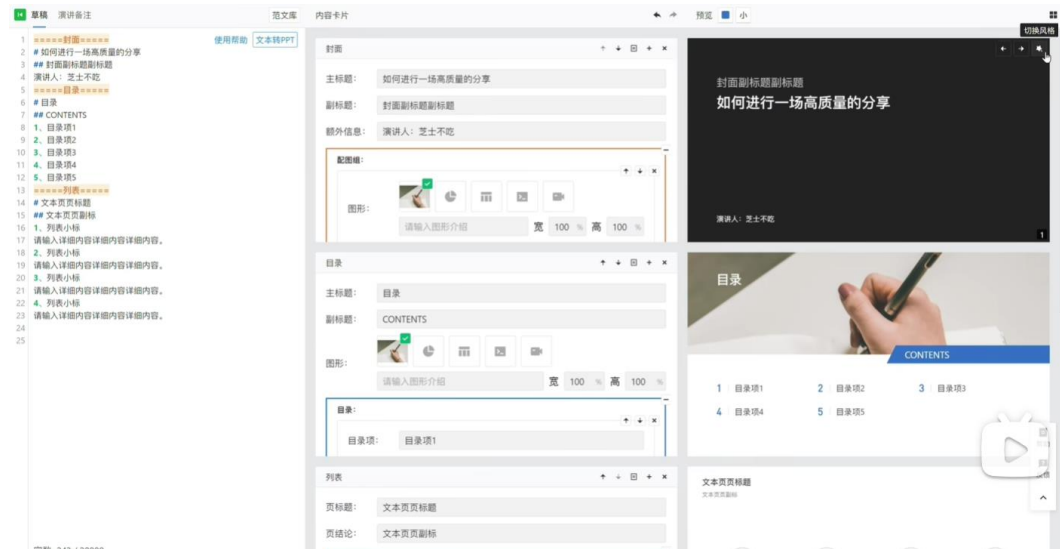 草稿 演讲备注 范文库
使用帮助 文本转PPT
1 =====封面=====
2 # 如何进行一场高质量的分享
3 ## 封面副标题副标题
4 演讲人：芝士不吃
5 =====目录=====
6 # 目录
7 ## CONTENTS
8 1、目录项1
9 2、目录项2
10 3、目录项3
11 4、目录项4
12 5、目录项5
13 =====列表=====
14 # 文本页页标题
15 ## 文本页页副标
16 1、列表小标
17 请输入详细内容详细内容详细内容。
18 2、列表小标
19 请输入详细内容详细内容详细内容。
20 3、列表小标
21 请输入详细内容详细内容详细内容。
22 4、列表小标
23 请输入详细内容详细内容详细内容。
24
25
内容卡片
封面
主标题： 如何进行一场高质量的分享
副标题： 封面副标题副标题
额外信息： 演讲人：芝士不吃
配图组：
图形：
请输入图形介绍 宽 100 % 高 100 %
目录
主标题： 目录
副标题： CONTENTS
图形：
请输入图形介绍 宽 100 % 高 100 %
目录：
目录项： 目录项1
列表
页标题： 文本页页标题
页结论： 文本页页副标
预览 小
切换风格
封面副标题副标题
如何进行一场高质量的分享
演讲人：芝士不吃
1
目录
CONTENTS
1 目录项1 2 目录项2 3 目录项3
4 目录项4 5 目录项5
文本页页标题
文本页页副标